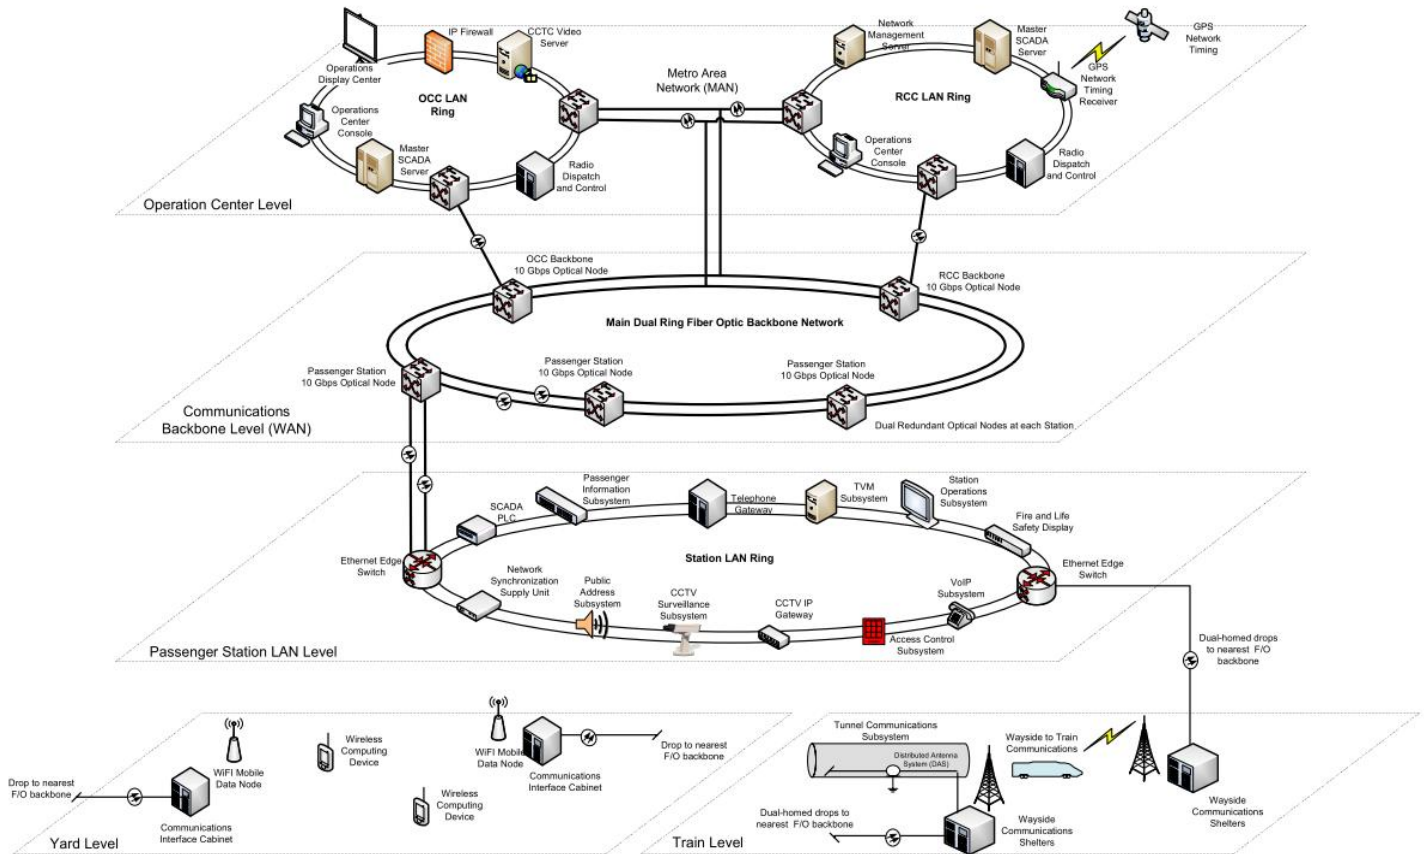 IP Firewall
CCTC Video
Server
Operations
Display Center
OCC LAN
Ring
Operations
Center
Console
Master
SCADA
Server
Radio
Dispatch
and Control
Metro Area
Network (MAN)
Network
Management
Server
Master
SCADA
Server
GPS
Network
Timing
GPS
Network
Timing
Receiver
RCC LAN Ring
Operations
Center
Console
Radio
Dispatch
and Control
Operation Center Level
OCC Backbone
10 Gbps Optical Node
RCC Backbone
10 Gbps Optical Node
Main Dual Ring Fiber Optic Backbone Network
Passenger Station
10 Gbps Optical Node
Passenger Station
10 Gbps Optical Node
Passenger Station
10 Gbps Optical Node
Communications
Backbone Level (WAN)
Dual Redundant Optical Nodes at each Station
SCADA
PLC
Passenger
Information
Subsystem
Telephone
Gateway
TVM
Subsystem
Station
Operations
Subsystem
Fire and Life
Safety Display
Ethernet Edge
Switch
Station LAN Ring
Ethernet Edge
Switch
Network
Synchronization
Supply Unit
Public
Address
Subsystem
CCTV
Surveillance
Subsystem
CCTV IP
Gateway
Access Control
Subsystem
VoIP
Subsystem
Passenger Station LAN Level
Dual-homed drops
to nearest F/O
backbone
Drop to nearest
F/O backbone
WiFI Mobile
Data Node
Communications
Interface Cabinet
Wireless
Computing
Device
Wireless
Computing
Device
WiFI Mobile
Data Node
Communications
Interface Cabinet
Drop to nearest
F/O backbone
Yard Level
Tunnel Communications
Subsystem
Distributed Antenna
System (DAS)
Wayside to Train
Communications
Dual-homed drops to
nearest F/O backbone
Wayside
Communications
Shelters
Wayside
Communications
Shelters
Train Level